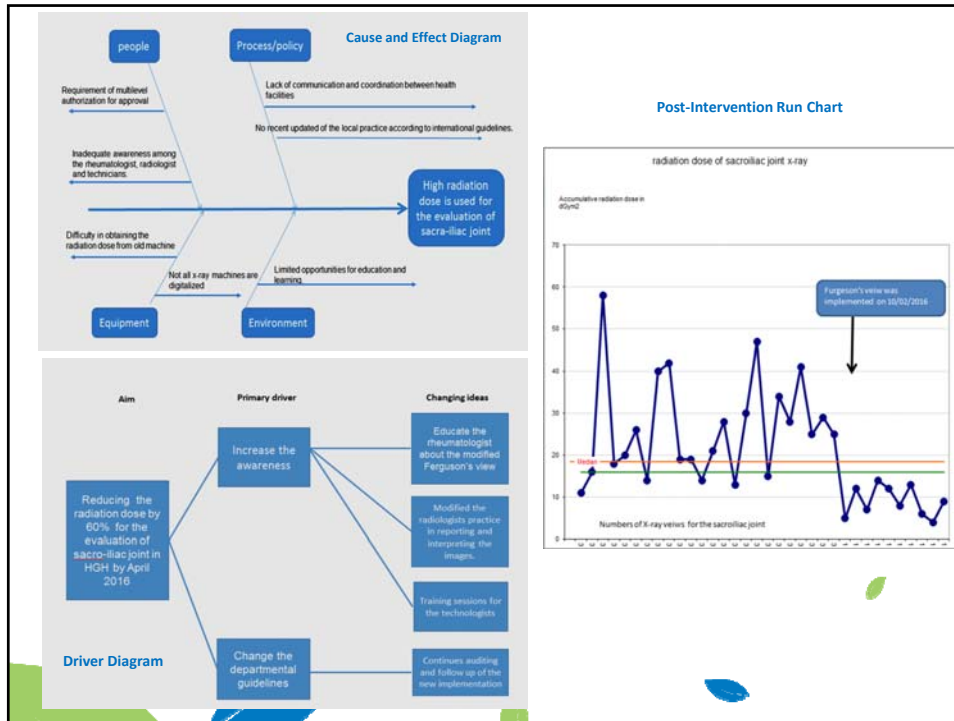 Cause and Effect Diagram
people
Process/policy
Requirement of multilevel
authorization for approval
Lack of communication and coordination between health
facilities
No recent updated of the local practice according to international guidelines.
Inadequate awareness among
the rheumatologist, radiologist
and technicians.
High radiation
dose is used for
the evaluation of
sacra-iliac joint
Difficulty in obtaining the
radiation dose from old machine
Not all x-ray machines are
digitalized
Limited opportunities for education and
learning.
Equipment
Environment
Aim
Primary driver
Changing ideas
Reducing the
radiation dose by
60% for the
evaluation of
sacro-iliac joint in
HGH by April
2016
Increase the
awareness
Change the
departmental
guidelines
Educate the
rheumatologist
about the modified
Ferguson's view
Modified the
radiologists practice
in reporting and
interpreting the
images.
Training sessions for
the technologists
Continues auditing
and follow up of the
new implementation
Driver Diagram
Post-Intervention Run Chart
radiation dose of sacroiliac joint x-ray
Accumulative radiation dose in
dGym2
70
60
50
40
30
20
10
0
Furgeson's veiw was
implemented on 10/02/2016
Median
Numbers of X-ray veiws for the sacroiliac joint